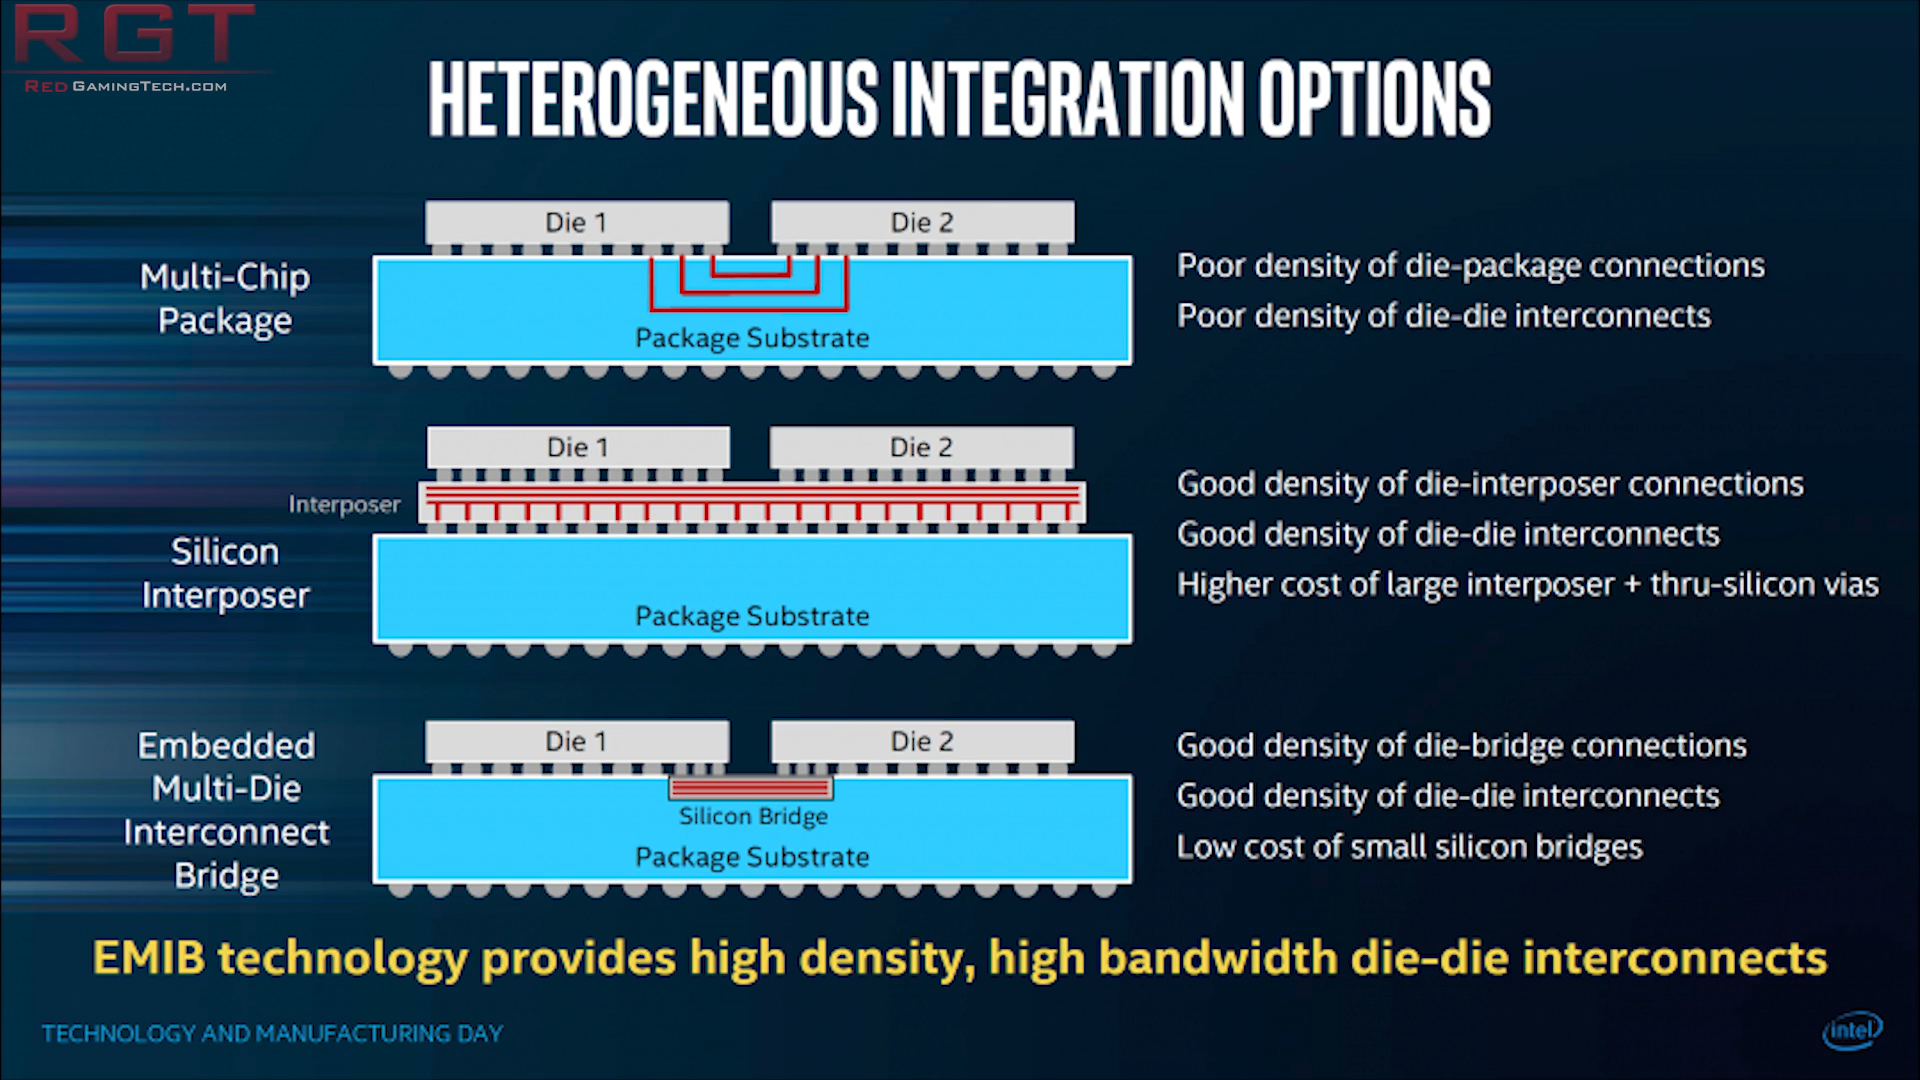 RGT
RED GAMINGTECH.COM
HETEROGENEOUS INTEGRATION OPTIONS
Multi-Chip
Package
Die 1
Die 2
Package Substrate
Poor density of die-package connections
Poor density of die-die interconnects
Silicon
Interposer
Interposer
Die 1
Die 2
Package Substrate
Good density of die-interposer connections
Good density of die-die interconnects
Higher cost of large interposer + thru-silicon vias
Embedded
Multi-Die
Interconnect
Bridge
Die 1
Die 2
Silicon Bridge
Package Substrate
Good density of die-bridge connections
Good density of die-die interconnects
Low cost of small silicon bridges
EMIB technology provides high density, high bandwidth die-die interconnects
TECHNOLOGY AND MANUFACTURING DAY
intel